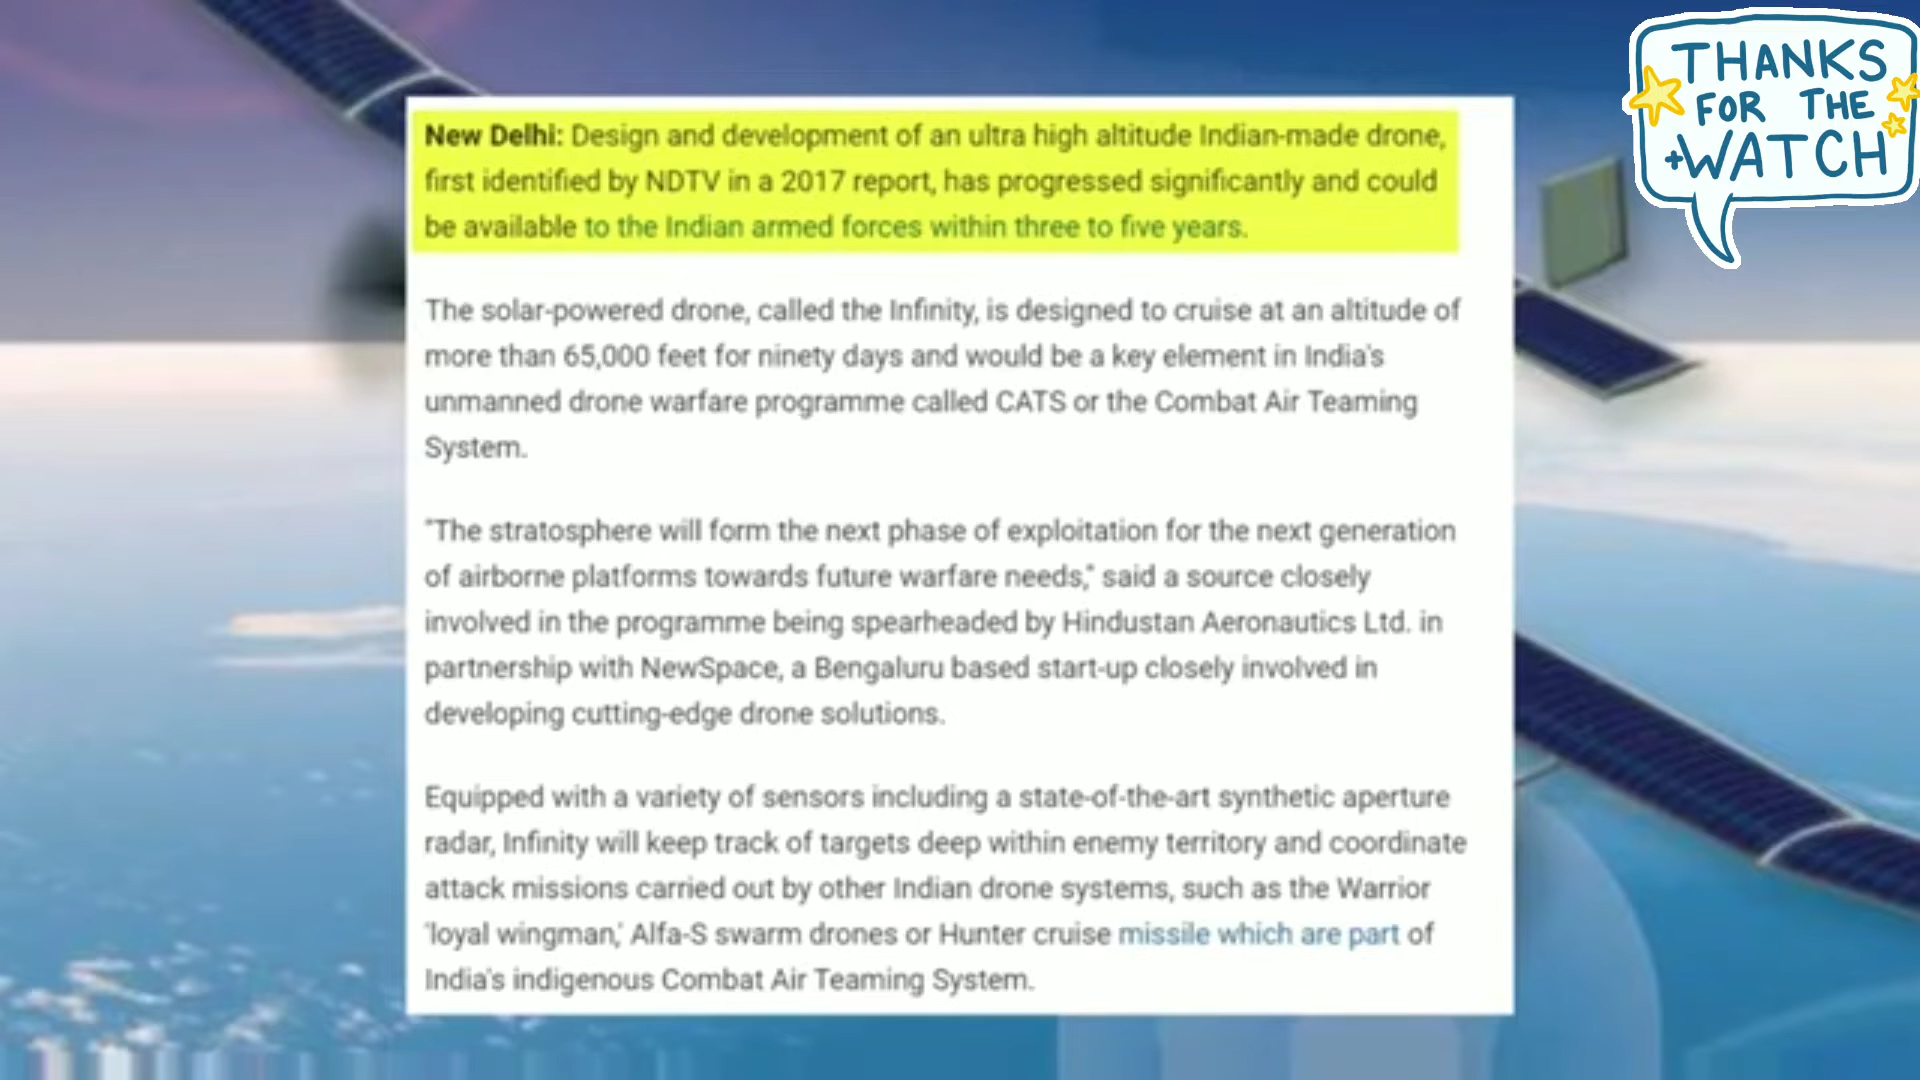 New Delhi: Design and development of an ultra high altitude Indian-made drone,
first identified by NDTV in a 2017 report, has progressed significantly and could
be available to the Indian armed forces within three to five years.
The solar-powered drone, called the Infinity, is designed to cruise at an altitude of
more than 65,000 feet for ninety days and would be a key element in India's
unmanned drone warfare programme called CATS or the Combat Air Teaming
System.
"The stratosphere will form the next phase of exploitation for the next generation
of airborne platforms towards future warfare needs," said a source closely
involved in the programme being spearheaded by Hindustan Aeronautics Ltd. in
partnership with NewSpace, a Bengaluru based start-up closely involved in
developing cutting-edge drone solutions.
Equipped with a variety of sensors including a state-of-the-art synthetic aperture
radar, Infinity will keep track of targets deep within enemy territory and coordinate
attack missions carried out by other Indian drone systems, such as the Warrior
'loyal wingman,' Alfa-S swarm drones or Hunter cruise missile which are part of
India's indigenous Combat Air Teaming System.
THANKS
FOR THE
WATCH